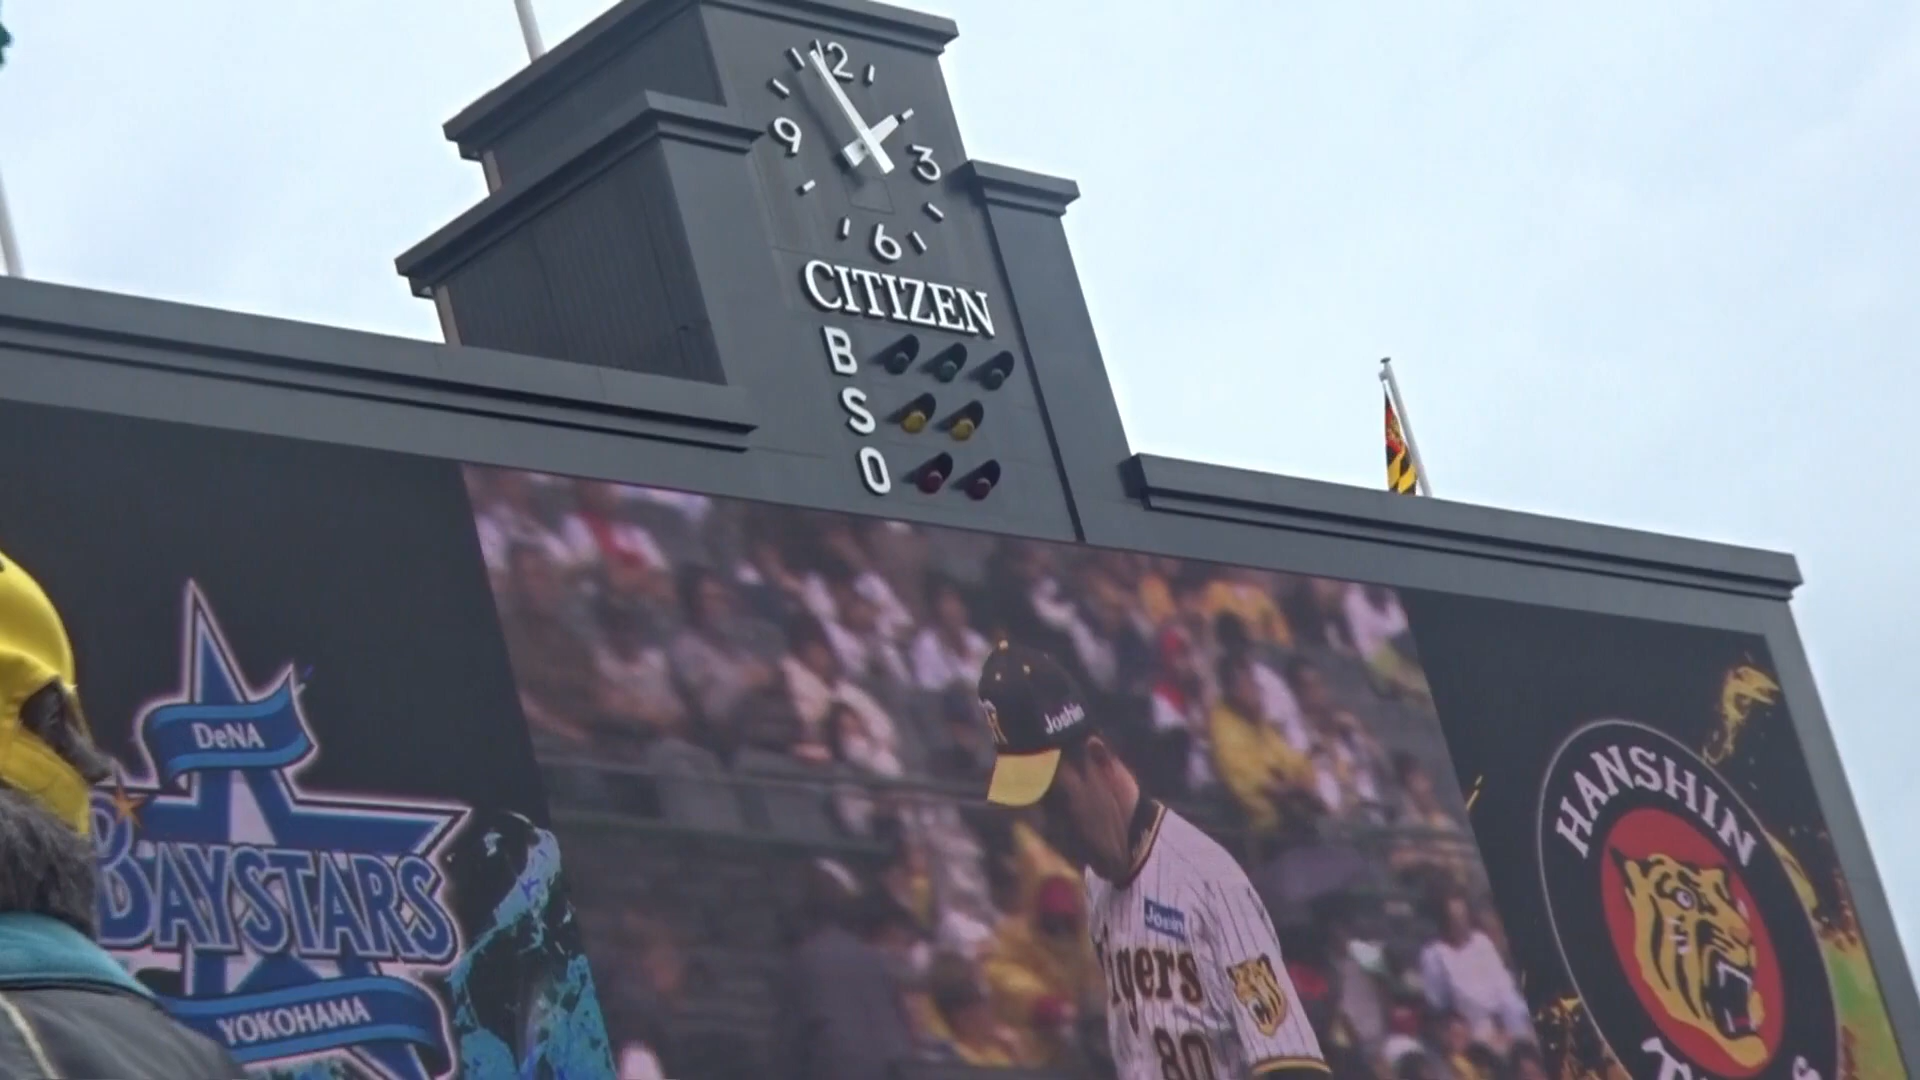 12
9
3
6
CITIZEN
B
S
O
DeNA
BAYSTARS
YOKOHAMA
Joshin
Joshin
Tigers
80
HANSHIN